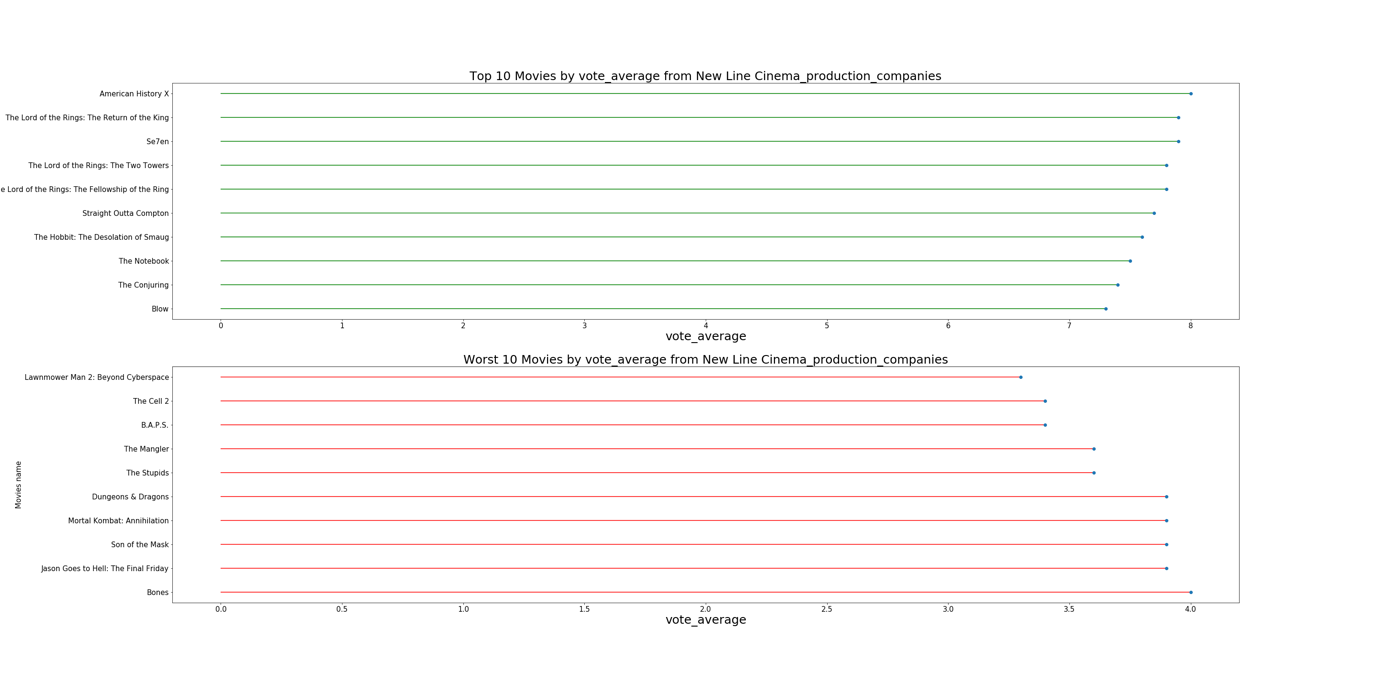 Top 10 Movies by vote_average from New Line Cinema_production_companies
American History X
The Lord of the Rings: The Return of the King
Se7en
The Lord of the Rings: The Two Towers
e Lord of the Rings: The Fellowship of the Ring
Straight Outta Compton
The Hobbit: The Desolation of Smaug
The Notebook
The Conjuring
Blow
0 1 2 3 4 5 6 7 8
vote_average
Worst 10 Movies by vote_average from New Line Cinema_production_companies
Movies name
Lawnmower Man 2: Beyond Cyberspace
The Cell 2
B.A.P.S.
The Mangler
The Stupids
Dungeons & Dragons
Mortal Kombat: Annihilation
Son of the Mask
Jason Goes to Hell: The Final Friday
Bones
0.0 0.5 1.0 1.5 2.0 2.5 3.0 3.5 4.0
vote_average